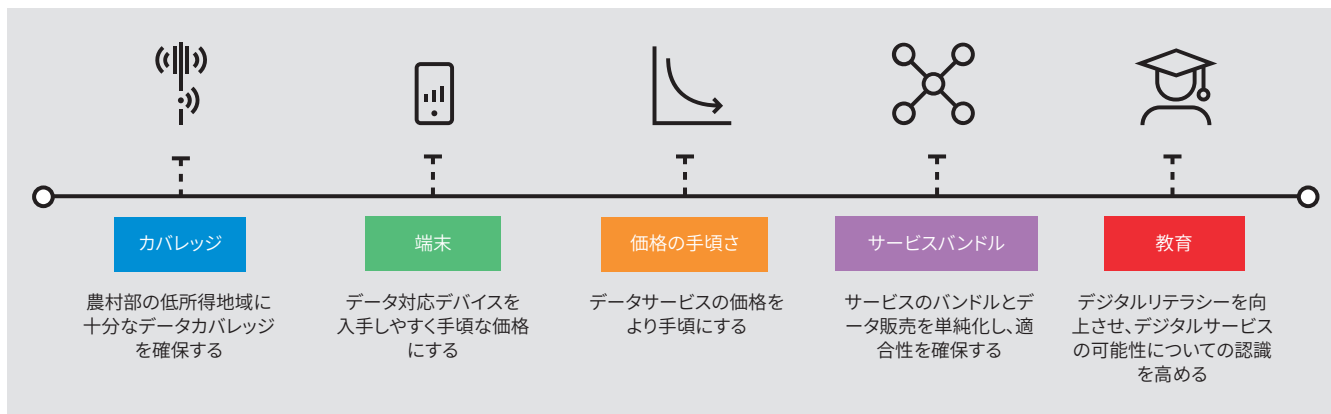 カバレッジ
農村部の低所得地域に
十分なデータカバレッジ
を確保する
端末
データ対応デバイスを
入手しやすく手頃な価格
にする
価格の手頃さ
データサービスの価格を
より手頃にする
サービスバンドル
サービスのバンドルとデ
ータ販売を単純化し、適
合性を確保する
教育
デジタルリテラシーを向
上させ、デジタルサービス
の可能性についての認識
を高める